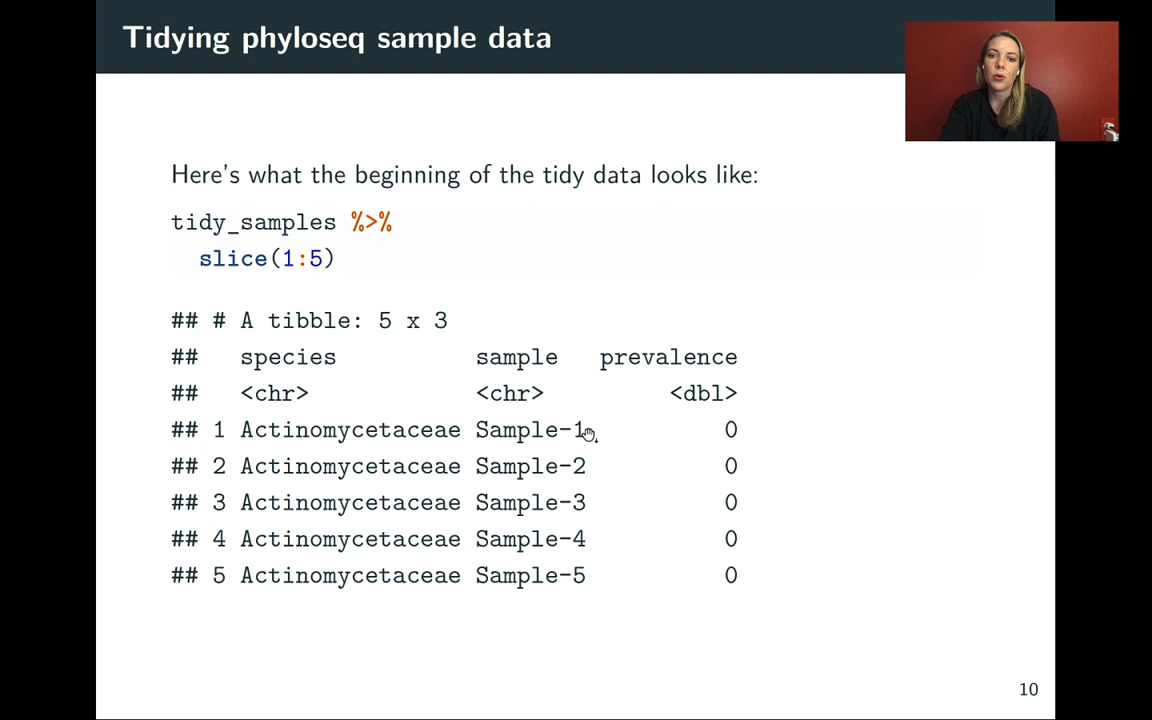 Tidying phyloseq sample data
Here's what the beginning of the tidy data looks like:
tidy_samples %>%
slice(1:5)
## # A tibble: 5 x 3
## species sample prevalence
## <chr> <chr> <dbl>
## 1 Actinomycetaceae Sample-1 0
## 2 Actinomycetaceae Sample-2 0
## 3 Actinomycetaceae Sample-3 0
## 4 Actinomycetaceae Sample-4 0
## 5 Actinomycetaceae Sample-5 0
10